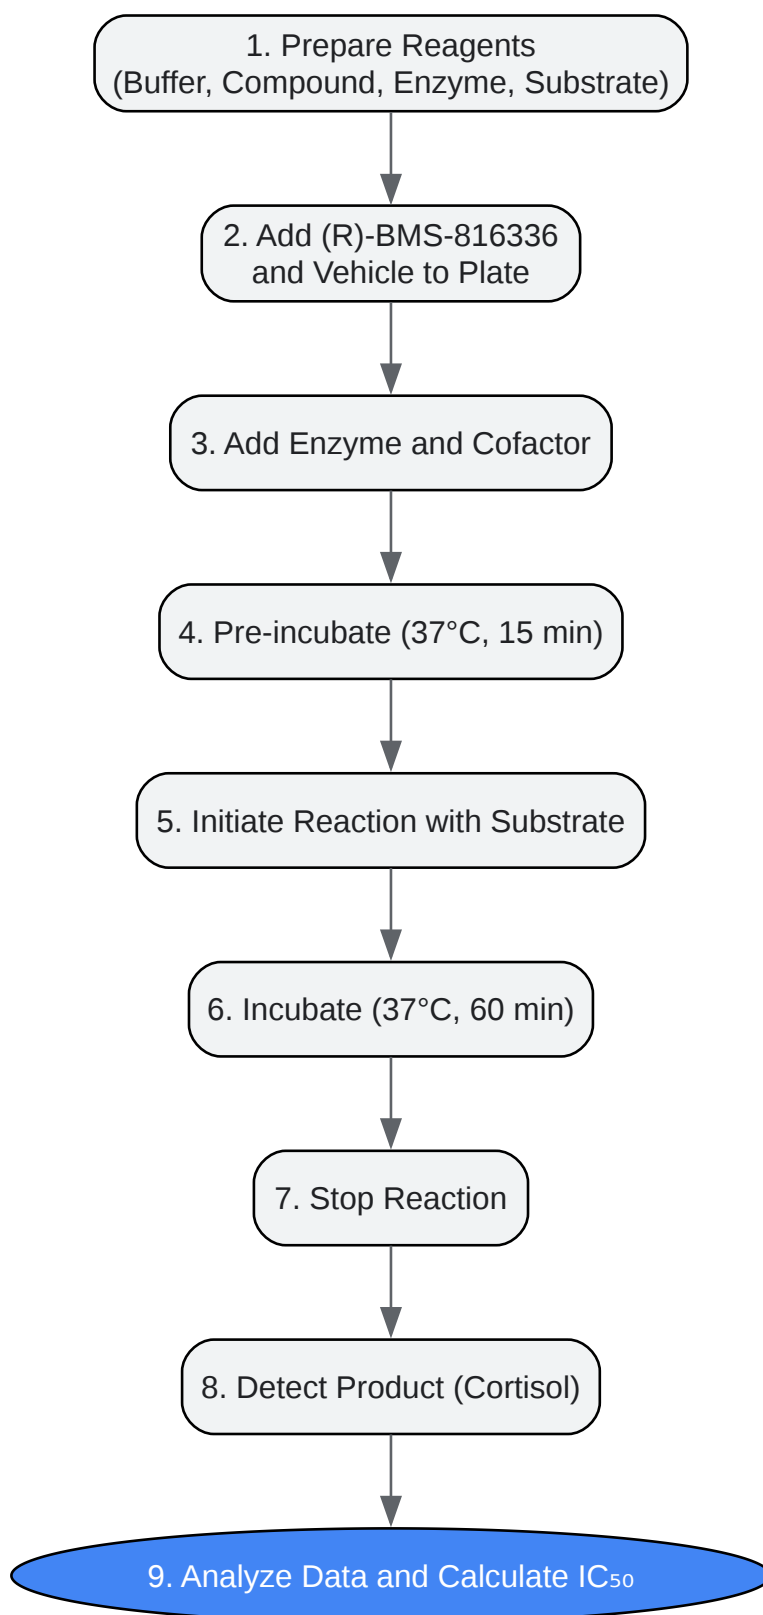 1. Prepare Reagents
(Buffer, Compound, Enzyme, Substrate)
2. Add (R)-BMS-816336
and Vehicle to Plate
3. Add Enzyme and Cofactor
4. Pre-incubate (37°C, 15 min)
5. Initiate Reaction with Substrate
6. Incubate (37°C, 60 min)
7. Stop Reaction
8. Detect Product (Cortisol)
9. Analyze Data and Calculate IC₅₀